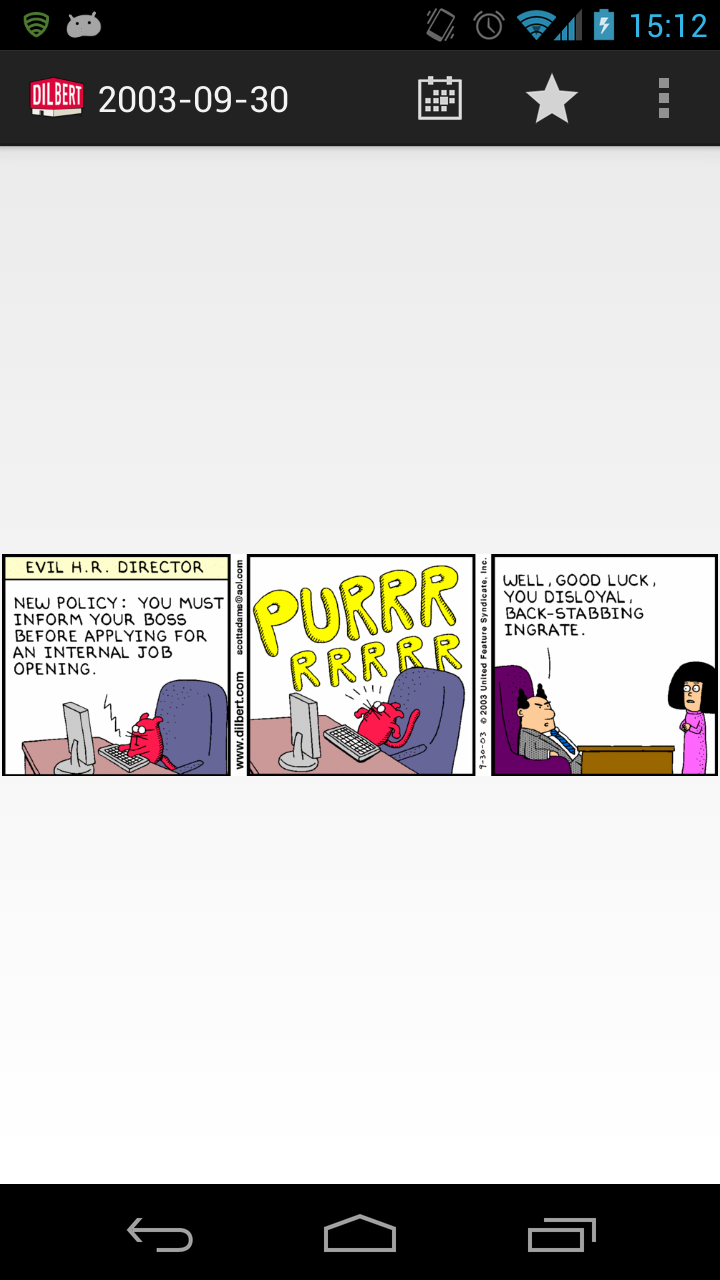 15:12
DILBERT
2003-09-30
EVIL H.R. DIRECTOR
NEW POLICY: YOU MUST
INFORM YOUR BOSS
BEFORE APPLYING FOR
AN INTERNAL JOB
OPENING.
www.dilbert.com scottadams@aol.com
PURRR
RRRRR
9-30-03 © 2003 United Feature Syndicate, Inc.
WELL, GOOD LUCK,
YOU DISLOYAL,
BACK-STABBING
INGRATE.